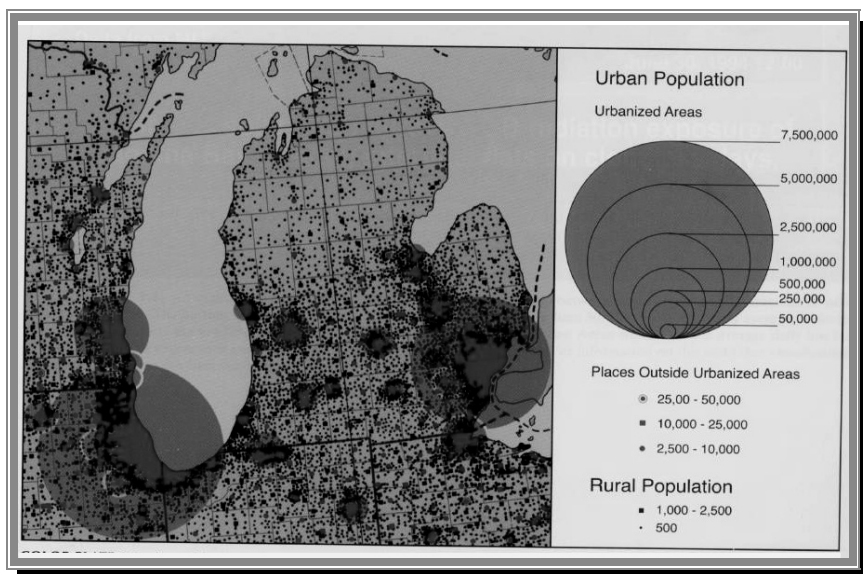 Urban Population
Urbanized Areas
7,500,000
5,000,000
2,500,000
1,000,000
500,000
250,000
50,000
Places Outside Urbanized Areas
25,00 - 50,000
10,000 - 25,000
2,500 - 10,000
Rural Population
1,000 - 2,500
500